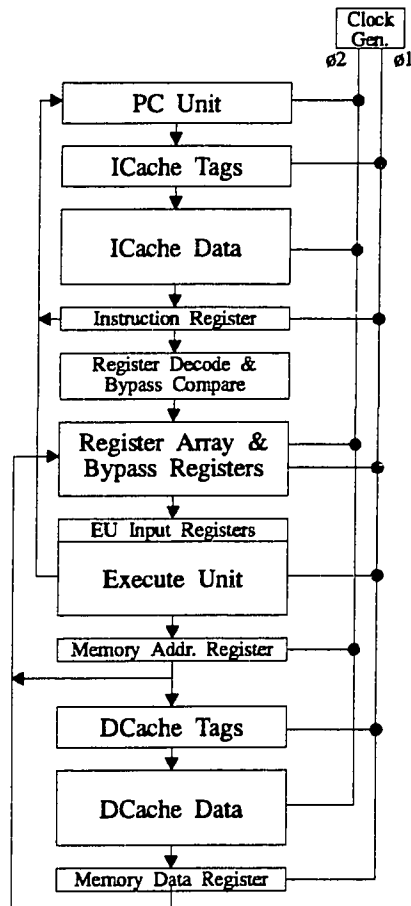 Clock
Gen.
ø2 ø1
PC Unit
ICache Tags
ICache Data
Instruction Register
Register Decode &
Bypass Compare
Register Array &
Bypass Registers
EU Input Registers
Execute Unit
Memory Addr. Register
DCache Tags
DCache Data
Memory Data Register